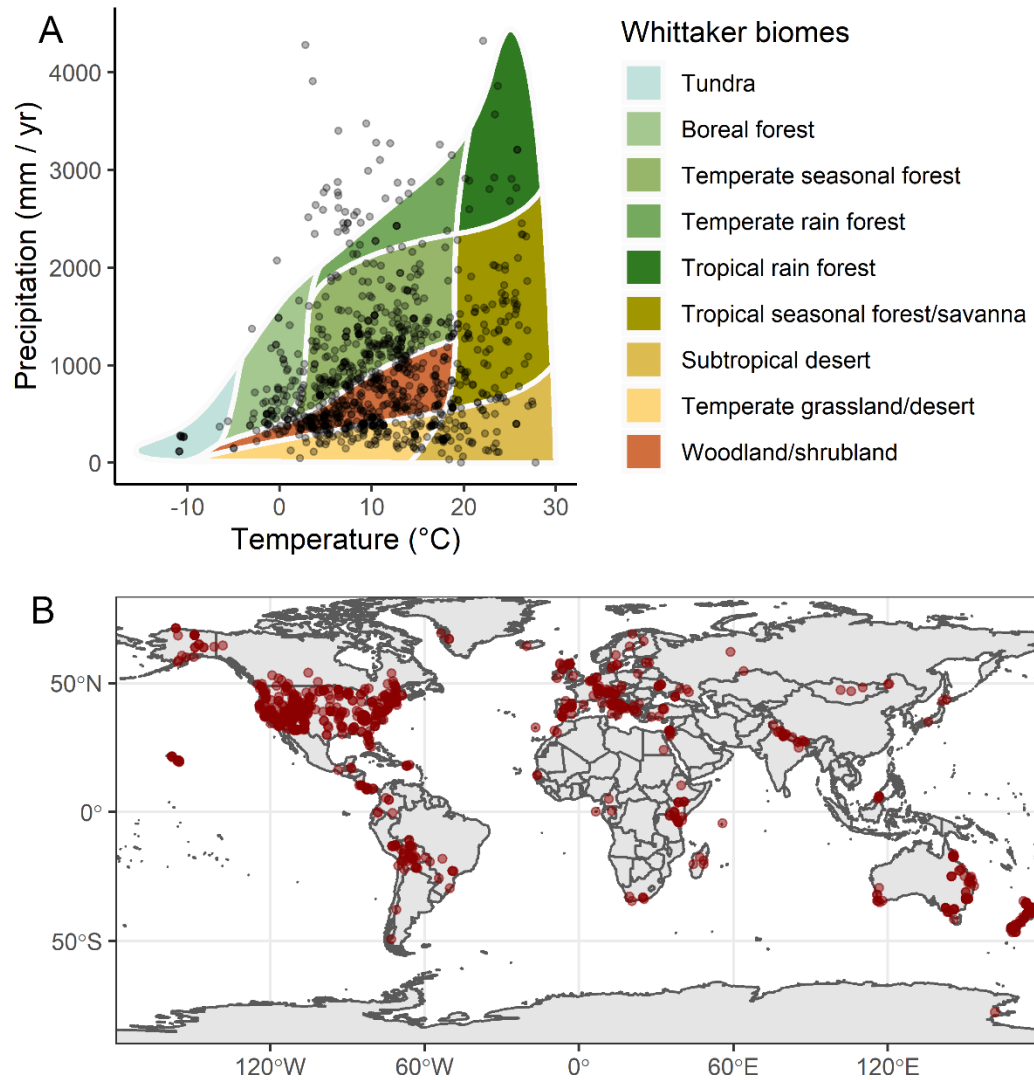 A
Whittaker biomes
Tundra
Boreal forest
Temperate seasonal forest
Temperate rain forest
Tropical rain forest
Tropical seasonal forest/savanna
Subtropical desert
Temperate grassland/desert
Woodland/shrubland
Precipitation (mm / yr)
4000
3000
2000
1000
0
-10 0 10 20 30
Temperature (°C)
B
50°N
0°
50°S
120°W 60°W 0° 60°E 120°E